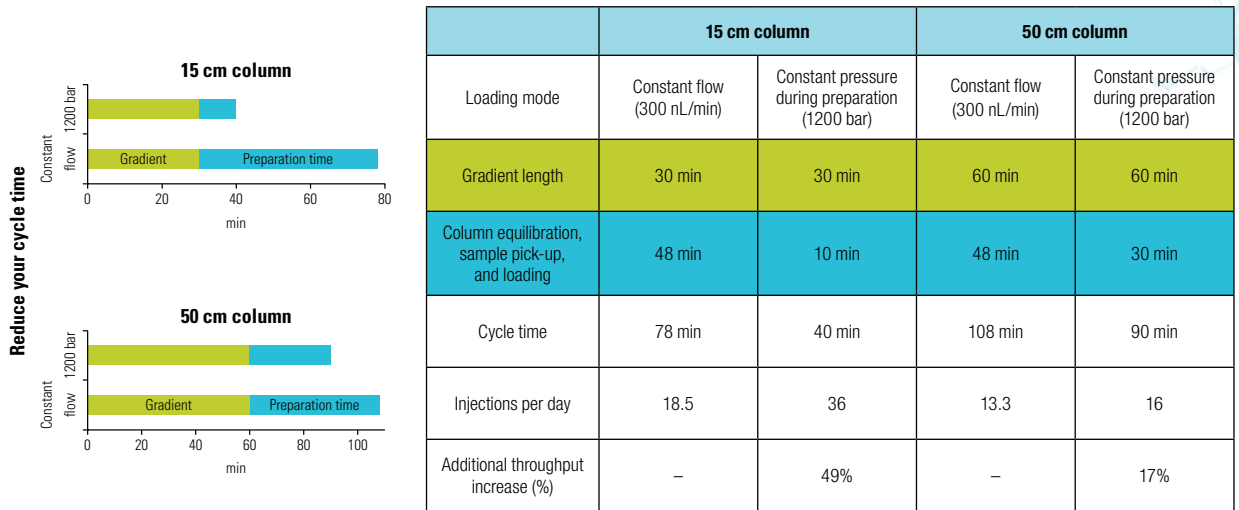 Reduce your cycle time
15 cm column
1200 bar
Constant
flow
Gradient
Preparation time
0 20 40 60 80
min
50 cm column
1200 bar
Constant
flow
Gradient
Preparation time
0 20 40 60 80 100
min
15 cm column 50 cm column
Loading mode
Constant flow
(300 nL/min)
Constant pressure
during preparation
(1200 bar)
Constant flow
(300 nL/min)
Constant pressure
during preparation
(1200 bar)
Gradient length 30 min 30 min 60 min 60 min
Column equilibration,
sample pick-up,
and loading
48 min 10 min 48 min 30 min
Cycle time 78 min 40 min 108 min 90 min
Injections per day 18.5 36 13.3 16
Additional throughput
increase (%)
– 49% – 17%